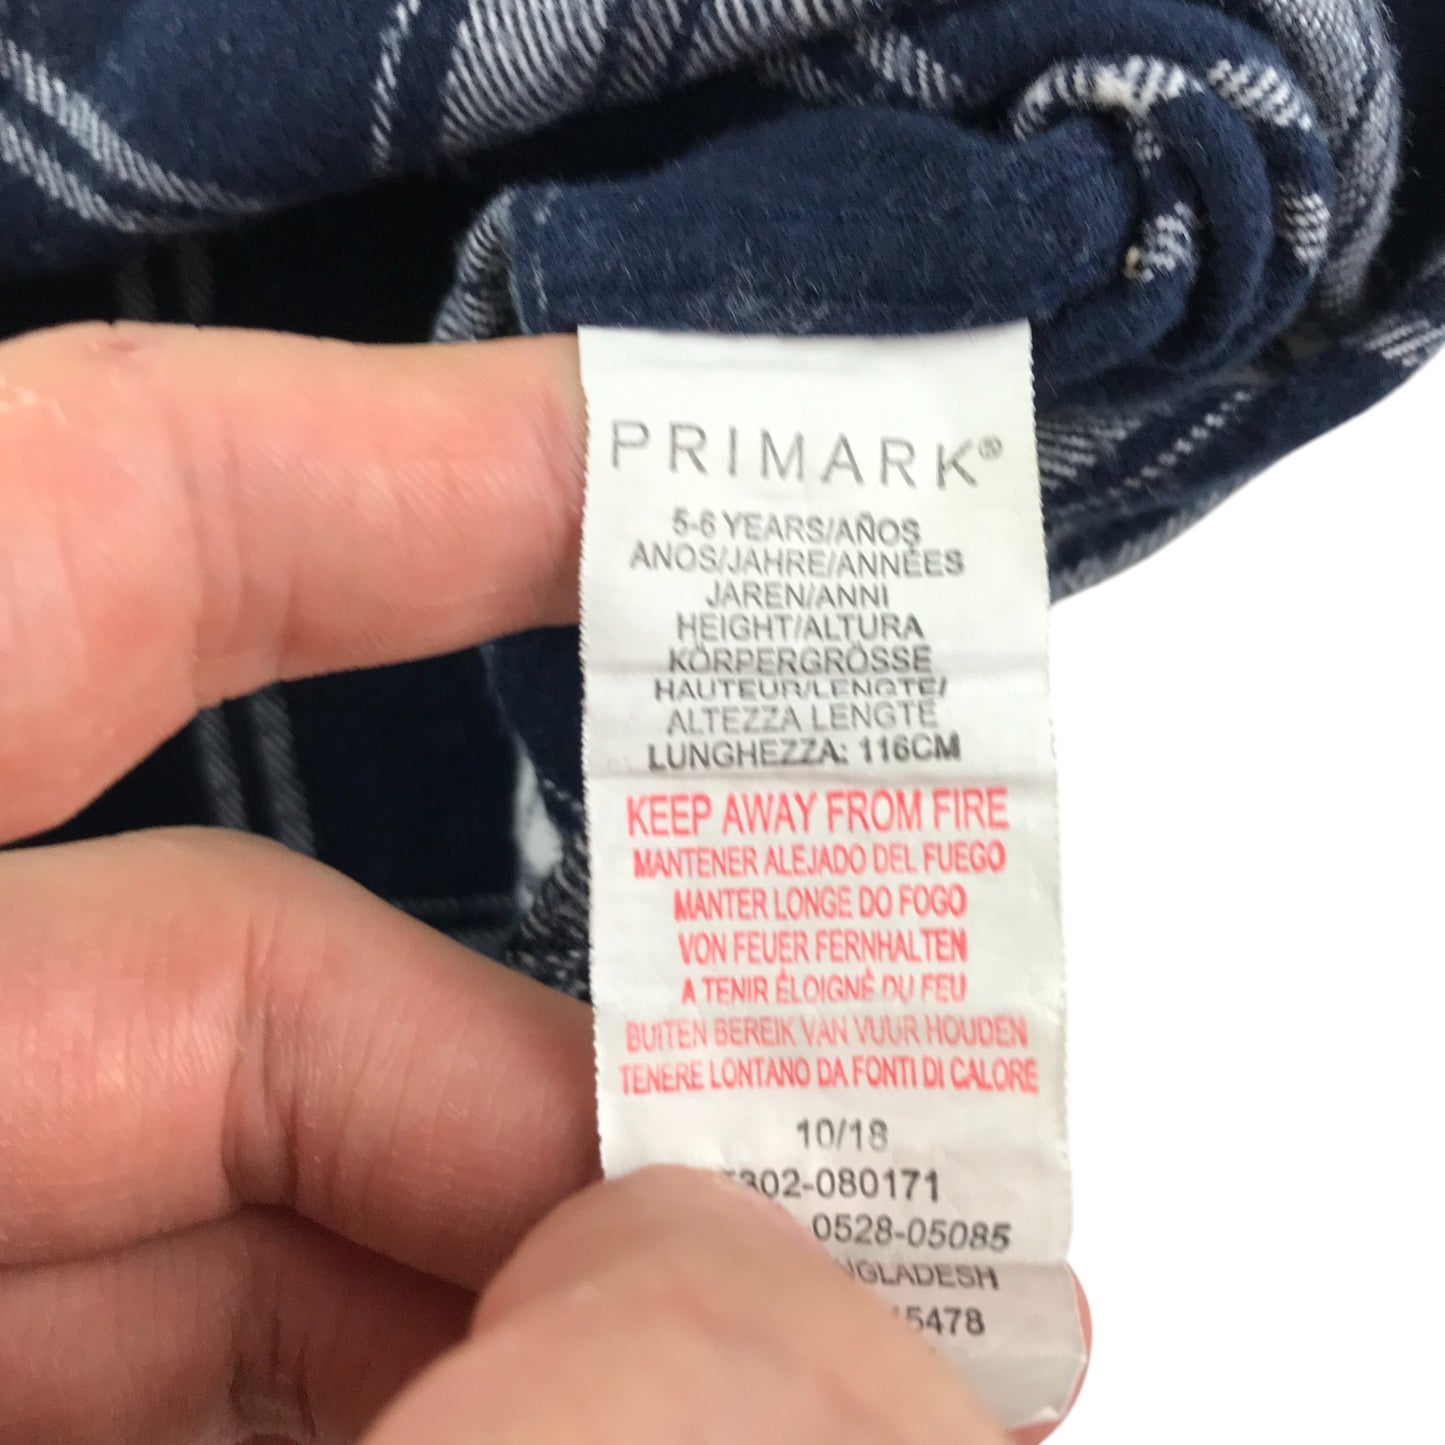 PRIMARK®
5-6 YEARS/AÑOS
ANOS/JAHRE/ANNÉES
JAREN/ANNI
HEIGHT/ALTURA
KÖRPERGRÖSSE
HAUTEUR/LENGTE/
ALTEZZA LENGTE
LUNGHEZZA: 116CM
KEEP AWAY FROM FIRE
MANTENER ALEJADO DEL FUEGO
MANTER LONGE DO FOGO
VON FEUER FERNHALTEN
A TENIR ÉLOIGNÉ DU FEU
BUITEN BEREIK VAN VUUR HOUDEN
TENERE LONTANO DA FONTI DI CALORE
10/18
302-080171
0528-05085
NGLADESH
5478